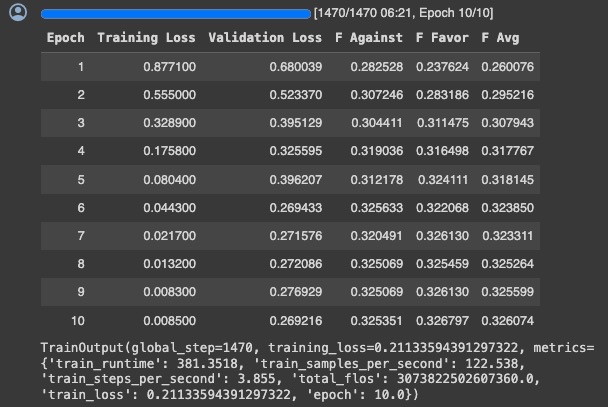 [1470/1470 06:21, Epoch 10/10]
Epoch Training Loss Validation Loss F Against F Favor F Avg
1 0.877100 0.680039 0.282528 0.237624 0.260076
2 0.555000 0.523370 0.307246 0.283186 0.295216
3 0.328900 0.395129 0.304411 0.311475 0.307943
4 0.175800 0.325595 0.319036 0.316498 0.317767
5 0.080400 0.396207 0.312178 0.324111 0.318145
6 0.044300 0.269433 0.325633 0.322068 0.323850
7 0.021700 0.271576 0.320491 0.326130 0.323311
8 0.013200 0.272086 0.325069 0.325459 0.325264
9 0.008300 0.276929 0.325069 0.326130 0.325599
10 0.008500 0.269216 0.325351 0.326797 0.326074
TrainOutput(global_step=1470, training_loss=0.21133594391297322, metrics=
{'train_runtime': 381.3518, 'train_samples_per_second': 122.538,
'train_steps_per_second': 3.855, 'total_flos': 3073822502607360.0,
'train_loss': 0.21133594391297322, 'epoch': 10.0})